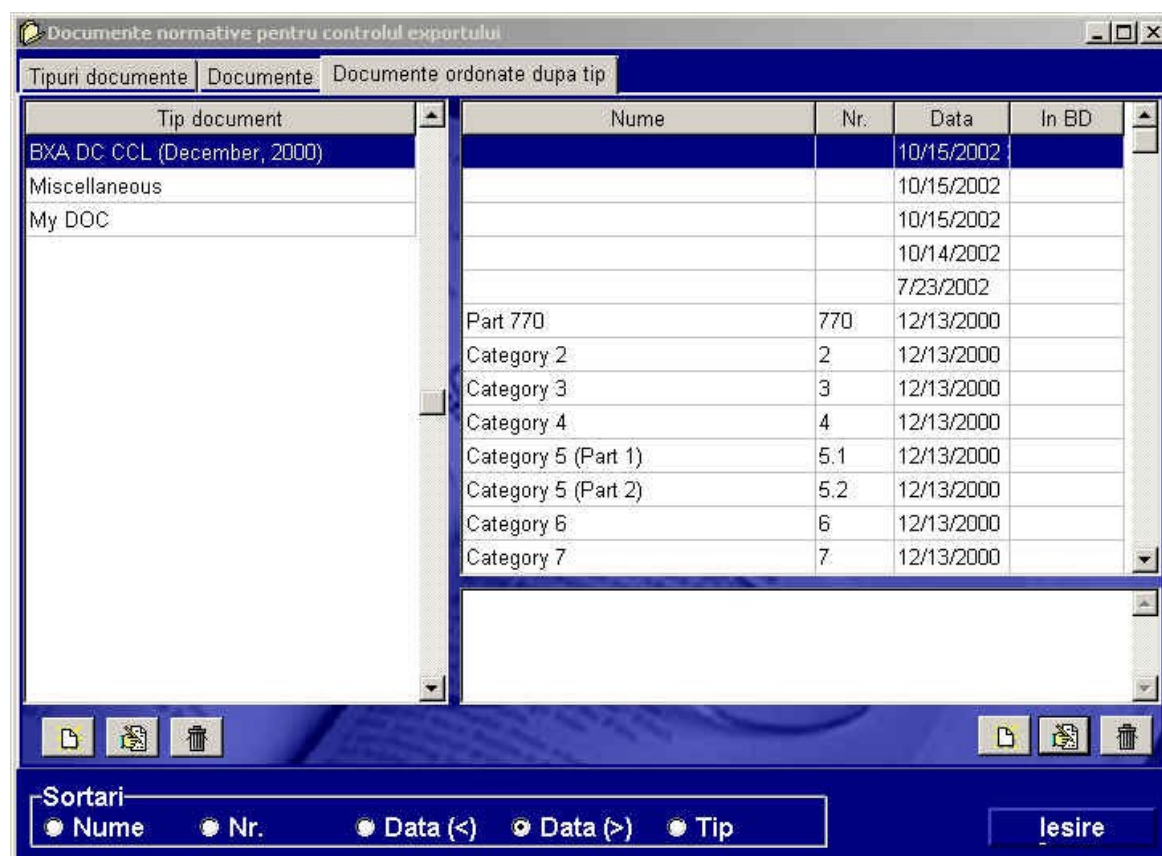 Documente normative pentru controlul exportului
Tipuri documente Documente Documente ordonate dupa tip
Tip document
BXA DC CCL (December, 2000)
Miscellaneous
My DOC
Nume Nr. Data In BD
10/15/2002
10/15/2002
10/15/2002
10/14/2002
7/23/2002
Part 770 770 12/13/2000
Category 2 2 12/13/2000
Category 3 3 12/13/2000
Category 4 4 12/13/2000
Category 5 (Part 1) 5.1 12/13/2000
Category 5 (Part 2) 5.2 12/13/2000
Category 6 6 12/13/2000
Category 7 7 12/13/2000
Sortari
Nume Nr. Data (<) Data (>) Tip
Iesire